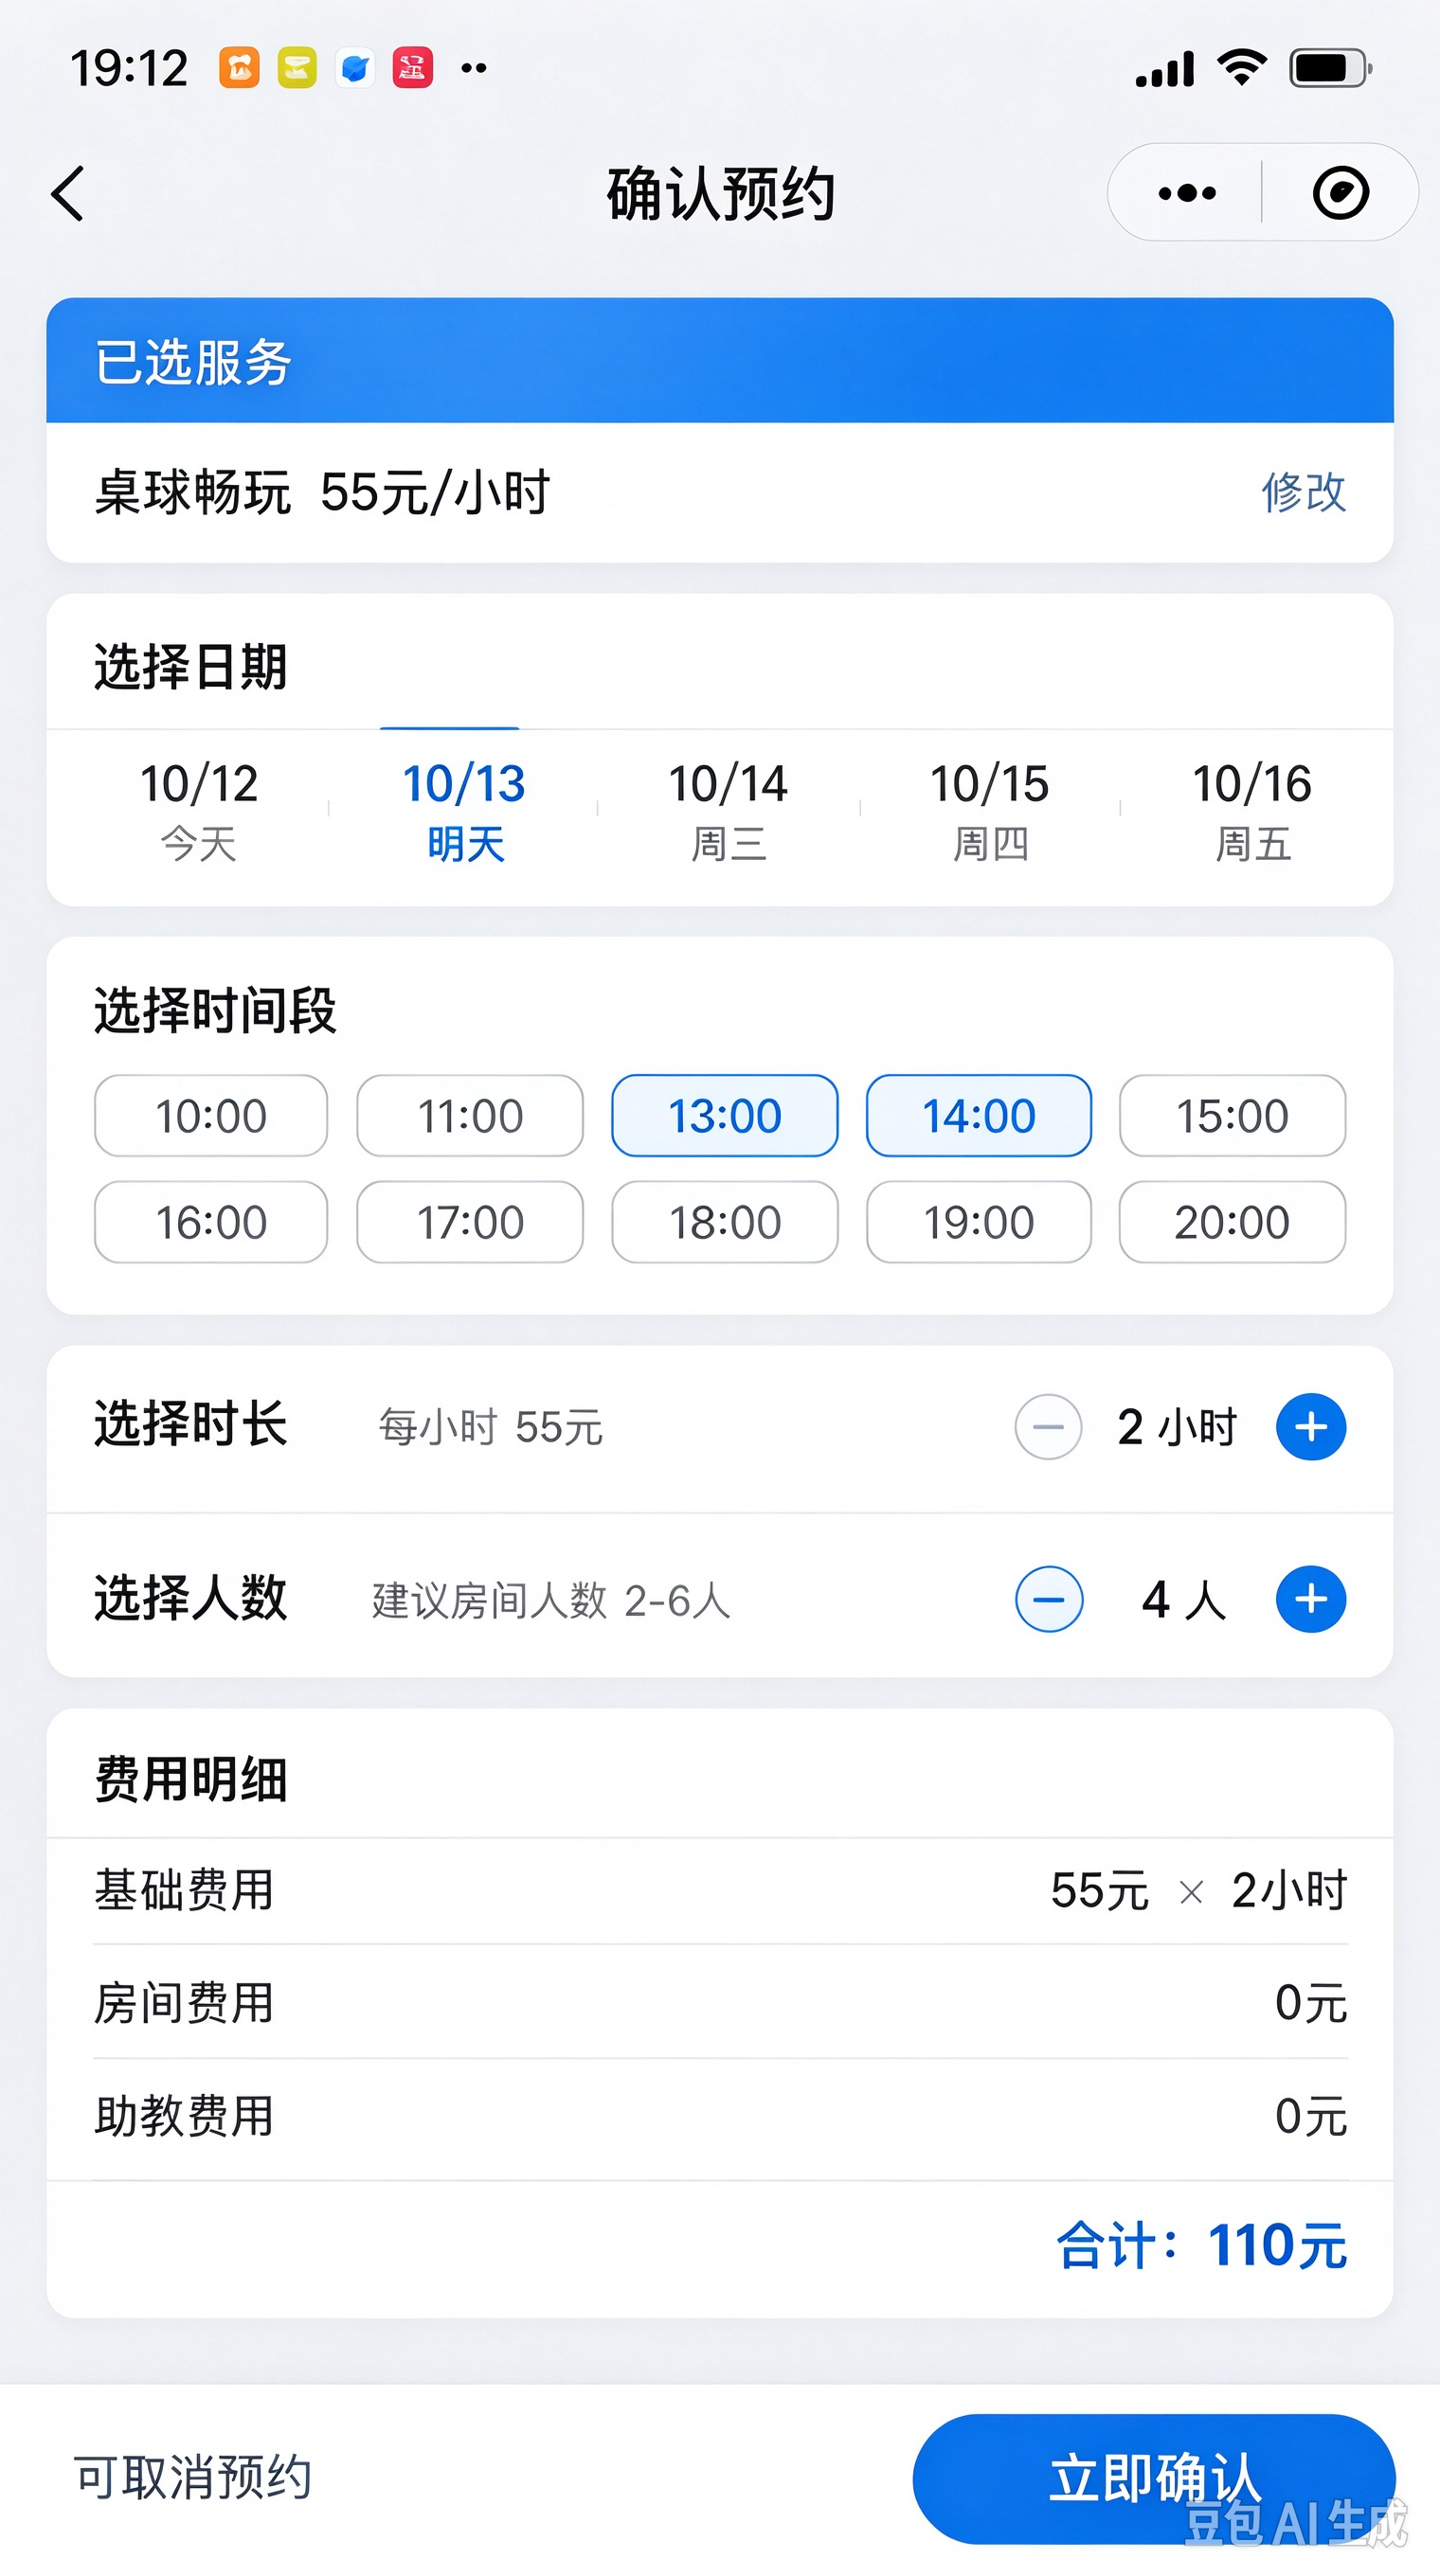 19:12
确认预约
已选服务
桌球畅玩 55元/小时 修改
选择日期
10/12 10/13 10/14 10/15 10/16
今天 明天 周三 周四 周五
选择时间段
10:00 11:00 13:00 14:00 15:00
16:00 17:00 18:00 19:00 20:00
选择时长 每小时 55元 2 小时
选择人数 建议房间人数 2-6人 4 人
费用明细
基础费用 55元 × 2小时
房间费用 0元
助教费用 0元
合计：110元
可取消预约 立即确认
豆包AI生成